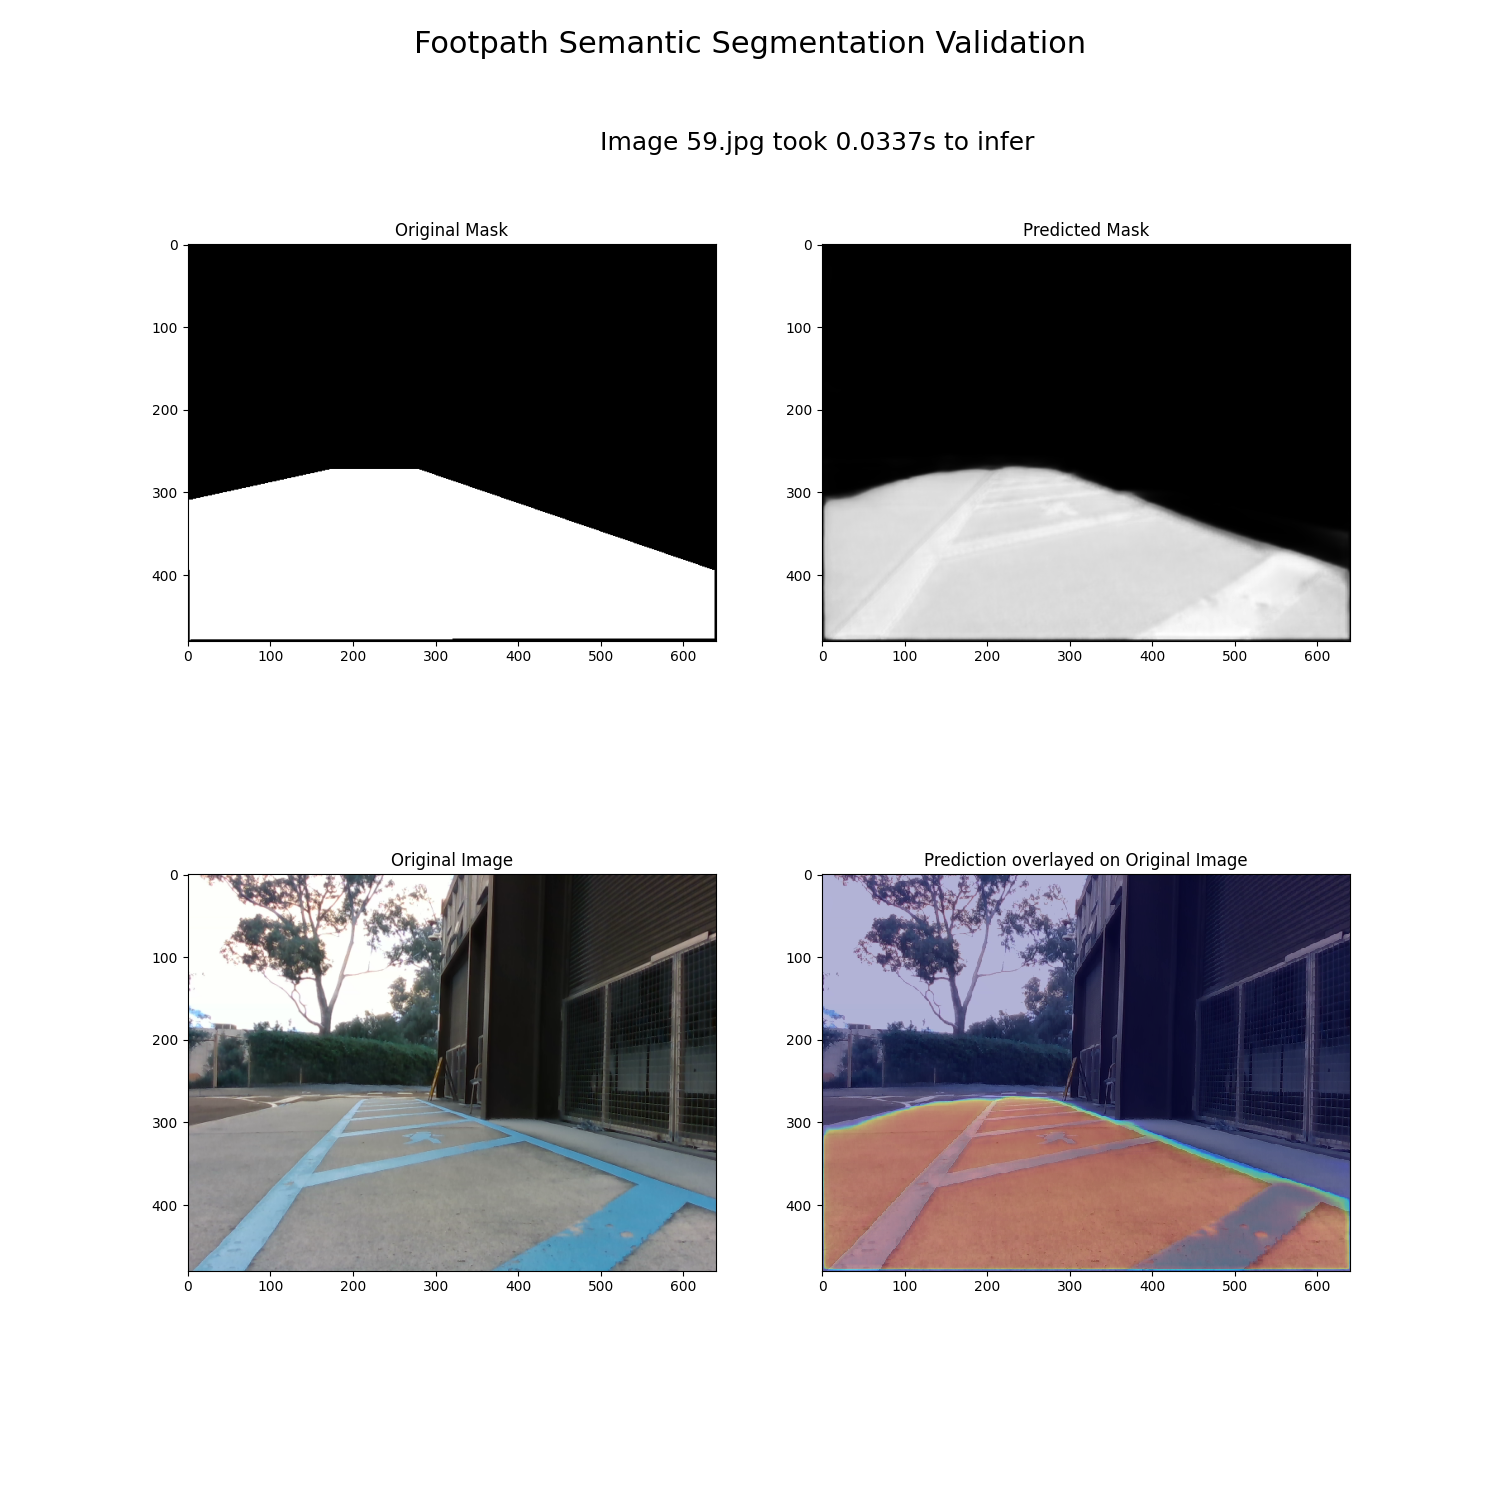 Footpath Semantic Segmentation Validation
Image 59.jpg took 0.0337s to infer
Original Mask
0
100
200
300
400
0 100 200 300 400 500 600
Predicted Mask
0
100
200
300
400
0 100 200 300 400 500 600
Original Image
0
100
200
300
400
0 100 200 300 400 500 600
Prediction overlayed on Original Image
0
100
200
300
400
0 100 200 300 400 500 600